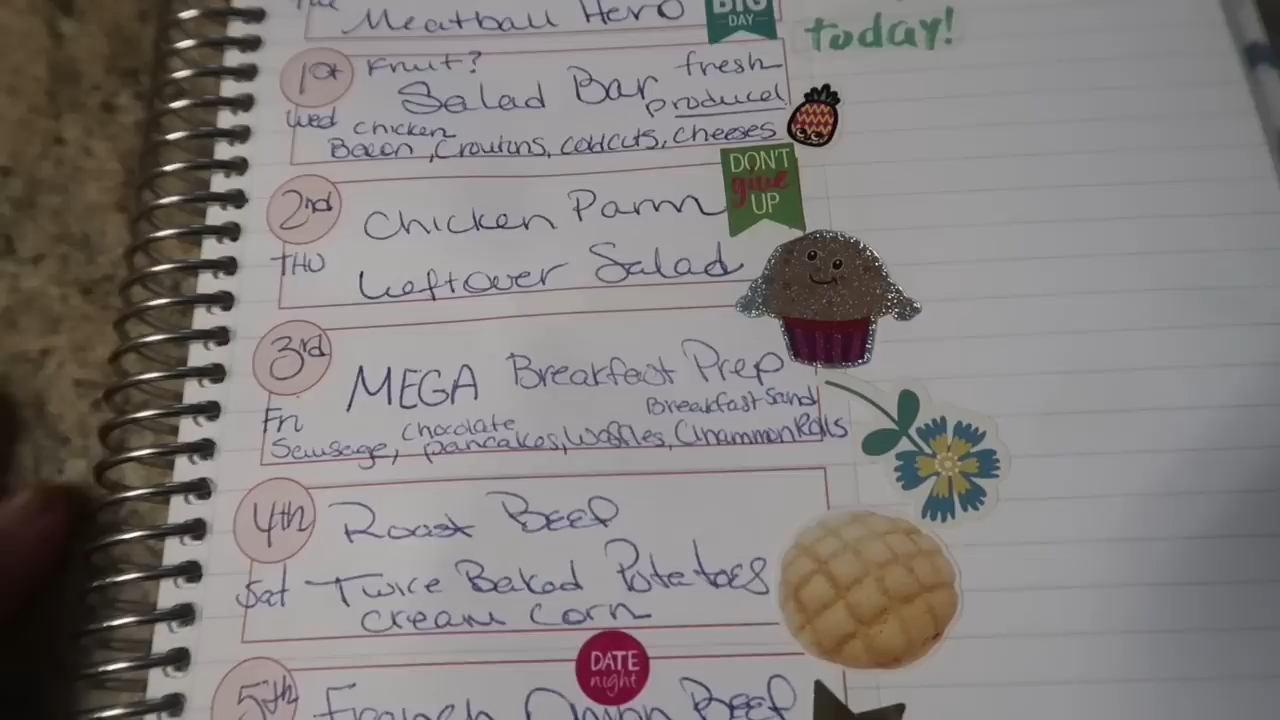 Meatball Hero
BIG
DAY
today!
1st Fruit?
Salad Bar fresh
produce!
Wed Chicken
Bacon, Croutons, coldcuts, cheeses
2nd
DON'T
give
UP
Chicken Parm
THU
Leftover Salad
3rd
MEGA Breakfast Prep
Breakfast Sand
Fri
Chocolate
Sausage, pancakes, Waffles, Cinammon Rolls
4th Roast Beef
Sat Twice Baked Potatoes
cream corn
DATE
night
5th French Onion Beef